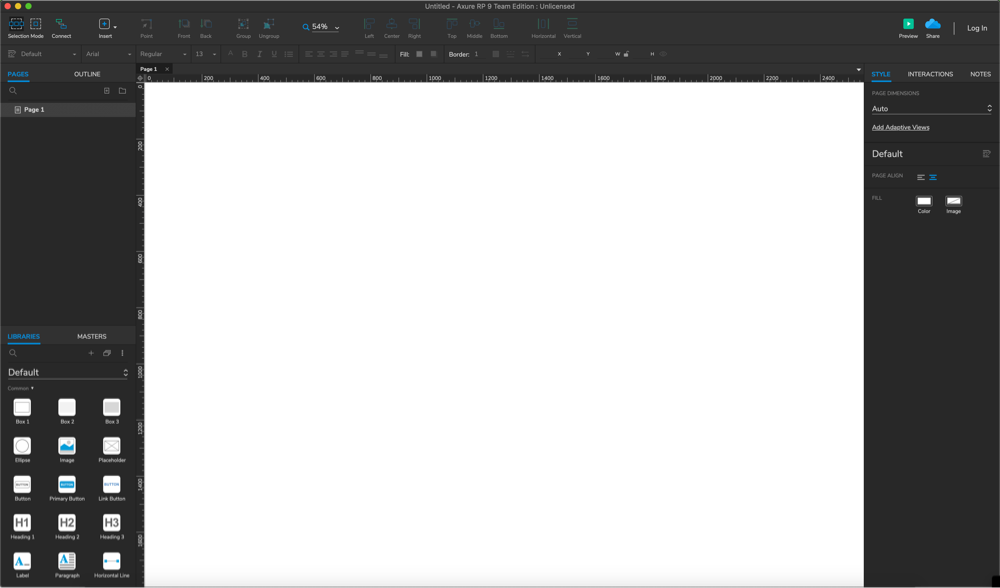 Untitled - Axure RP 9 Team Edition : Unlicensed
Selection Mode Connect Insert Point Front Back Group Ungroup 54% Left Center Right Top Middle Bottom Horizontal Vertical Preview Share Log In
Default Arial Regular 13 A B I U Fill: Border: 1 X Y W H
PAGES OUTLINE
Page 1
Page 1
0 200 400 600 800 1000 1200 1400 1600 1800 2000 2200 2400
0
200
400
600
800
1000
1200
1400
1600
STYLE INTERACTIONS NOTES
PAGE DIMENSIONS
Auto
Add Adaptive Views
Default
PAGE ALIGN
FILL
Color Image
LIBRARIES MASTERS
Default
Common
Box 1 Box 2 Box 3
Ellipse Image Placeholder
BUTTON BUTTON BUTTON
Button Primary Button Link Button
H1 H2 H3
Heading 1 Heading 2 Heading 3
A A
Label Paragraph Horizontal Line